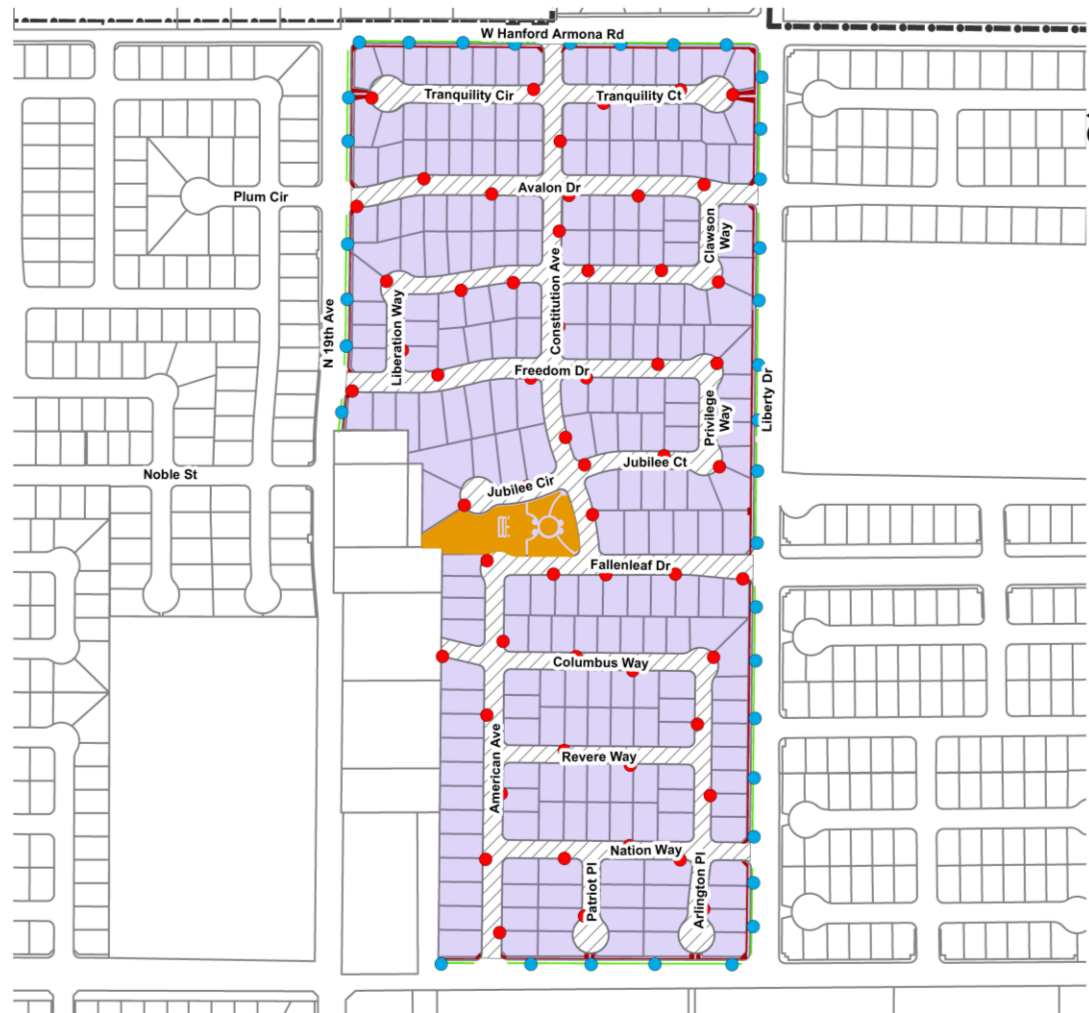 W Hanford Armona Rd
Tranquility Cir
Tranquility Ct
Avalon Dr
Plum Cir
Clawson
Way
Constitution Ave
Liberation Way
N 19th Ave
Freedom Dr
Liberty Dr
Privilege
Way
Jubilee Ct
Noble St
Jubilee Cir
Fallenleaf Dr
Columbus Way
American Ave
Revere Way
Nation Way
Patriot Pl
Arlington Pl